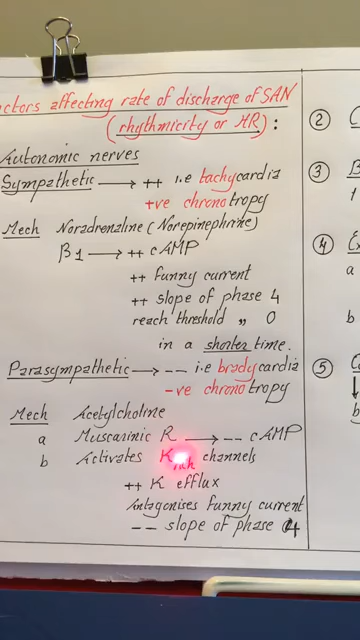 ctors affecting rate of discharge of SAN
(rhythmicity or HR) :
Autonomic nerves
Sympathetic → ++ i.e tachycardia
+ve chronotropy
Mech Noradrenaline (Norepinephrine)
β1 → ++ cAMP
++ funny current
++ slope of phase 4
reach threshold ,, 0
in a shorter time.
Parasympathetic → -- i.e bradycardia
-ve chronotropy
Mech Acetylcholine
a Muscarinic R → -- cAMP
b Activates K channels
++ K efflux
Antagonises funny current
-- slope of phase 4
② (
③ B
④ E
a
b
⑤ C
↓
b